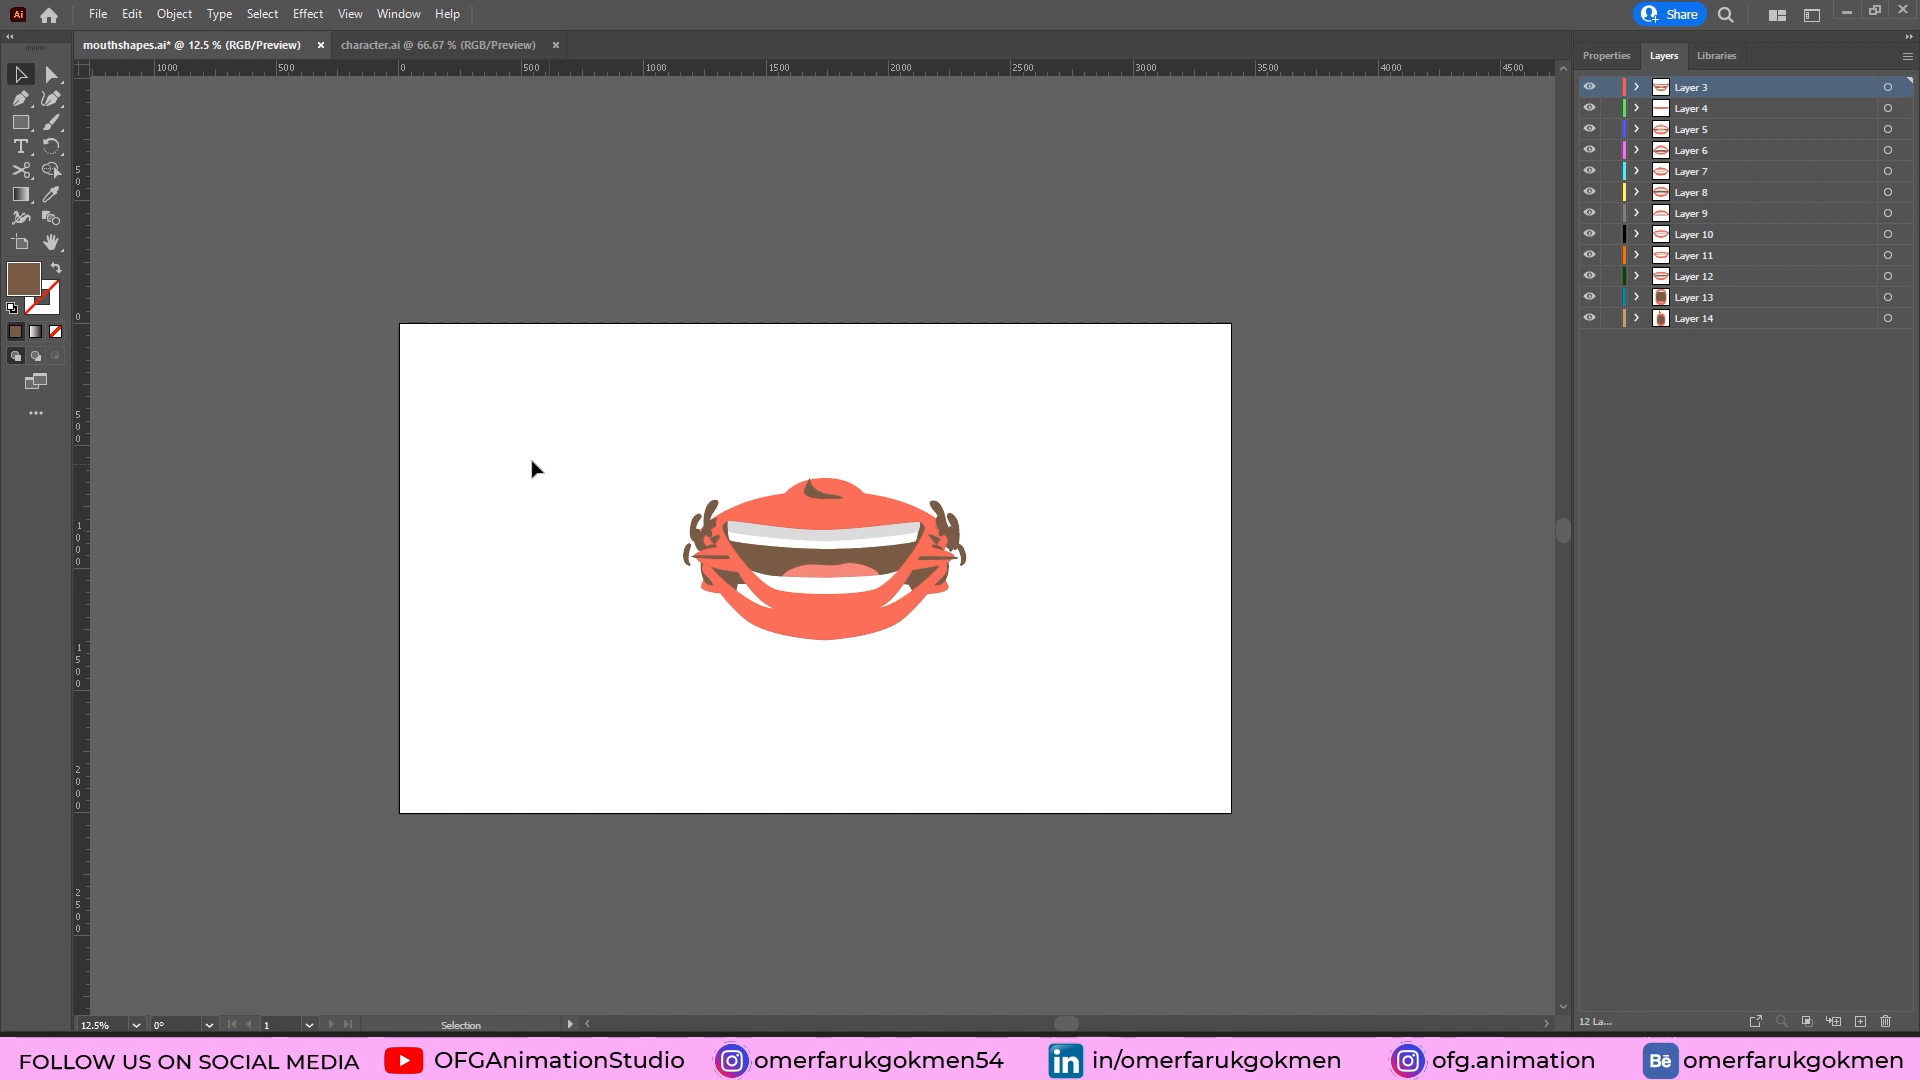 Ai File Edit Object Type Select Effect View Window Help Share
mouthshapes.ai* @ 12.5 % (RGB/Preview) × character.ai @ 66.67 % (RGB/Preview) ×
Properties Layers Libraries
1000 500 0 500 1000 1500 2000 2500 3000 3500 4000 4500
Layer 3
Layer 4
Layer 5
Layer 6
Layer 7
Layer 8
Layer 9
Layer 10
Layer 11
Layer 12
Layer 13
Layer 14
500
0
500
1000
1500
2000
2500
12.5% 0° 1 Selection
12 La...
FOLLOW US ON SOCIAL MEDIA OFGAnimationStudio omerfarukgokmen54 in in/omerfarukgokmen ofg.animation Bē omerfarukgokmen